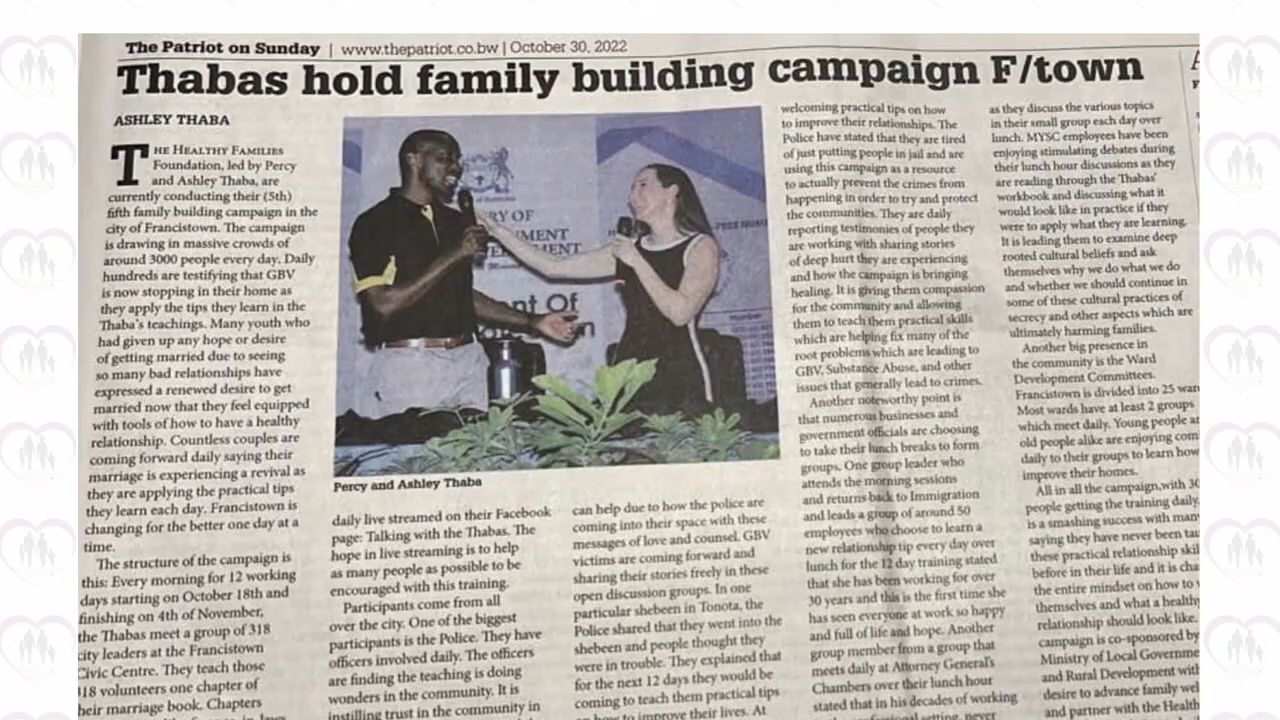 The Patriot on Sunday | www.thepatriot.co.bw | October 30, 2022
Thabas hold family building campaign F/town
ASHLEY THABA
THE HEALTHY FAMILIES
Foundation, led by Percy
and Ashley Thaba, are
currently conducting their (5th)
fifth family building campaign in the
city of Francistown. The campaign
is drawing in massive crowds of
around 3000 people every day. Daily
hundreds are testifying that GBV
is now stopping in their home as
they apply the tips they learn in the
Thaba's teachings. Many youth who
had given up any hope or desire
of getting married due to seeing
so many bad relationships have
expressed a renewed desire to get
married now that they feel equipped
with tools of how to have a healthy
relationship. Countless couples are
coming forward daily saying their
marriage is experiencing a revival as
they are applying the practical tips
they learn each day. Francistown is
changing for the better one day at a
time.
The structure of the campaign is
this: Every morning for 12 working
days starting on October 18th and
finishing on 4th of November,
the Thabas meet a group of 318
city leaders at the Francistown
Civic Centre. They teach those
318 volunteers one chapter of
their marriage book. Chapters
RY OF
MENT
nt Of
Percy and Ashley Thaba
daily live streamed on their Facebook
page: Talking with the Thabas. The
hope in live streaming is to help
as many people as possible to be
encouraged with this training.
Participants come from all
over the city. One of the biggest
participants is the Police. They have
officers involved daily. The officers
are finding the teaching is doing
wonders in the community. It is
instilling trust in the community in
can help due to how the police are
coming into their space with these
messages of love and counsel. GBV
victims are coming forward and
sharing their stories freely in these
open discussion groups. In one
particular shebeen in Tonota, the
Police shared that they went into the
shebeen and people thought they
were in trouble. They explained that
for the next 12 days they would be
coming to teach them practical tips
on how to improve their lives. At
welcoming practical tips on how
to improve their relationships. The
Police have stated that they are tired
of just putting people in jail and are
using this campaign as a resource
to actually prevent the crimes from
happening in order to try and protect
the communities. They are daily
reporting testimonies of people they
are working with sharing stories
of deep hurt they are experiencing
and how the campaign is bringing
healing. It is giving them compassion
for the community and allowing
them to teach them practical skills
which are helping fix many of the
root problems which are leading to
GBV, Substance Abuse, and other
issues that generally lead to crimes.
Another noteworthy point is
that numerous businesses and
government officials are choosing
to take their lunch breaks to form
groups. One group leader who
attends the morning sessions
and returns back to Immigration
and leads a group of around 50
employees who choose to learn a
new relationship tip every day over
lunch for the 12 day training stated
that she has been working for over
30 years and this is the first time she
has seen everyone at work so happy
and full of life and hope. Another
group member from a group that
meets daily at Attorney General's
Chambers over their lunch hour
stated that in his decades of working
setting, never
as they discuss the various topics
in their small group each day over
lunch. MYSC employees have been
enjoying stimulating debates during
their lunch hour discussions as they
are reading through the Thabas'
workbook and discussing what it
would look like in practice if they
were to apply what they are learning.
It is leading them to examine deep
rooted cultural beliefs and ask
themselves why we do what we do
and whether we should continue in
some of these cultural practices of
secrecy and other aspects which are
ultimately harming families.
Another big presence in
the community is the Ward
Development Committees.
Francistown is divided into 25 war
Most wards have at least 2 groups
which meet daily. Young people a
old people alike are enjoying com
daily to their groups to learn how
improve their homes.
All in all the campaign, with 30
people getting the training daily,
is a smashing success with man
saying they have never been tau
these practical relationship skil
before in their life and it is cha
the entire mindset on how to
themselves and what a healthy
relationship should look like.
campaign is co-sponsored by
Ministry of Local Governme
and Rural Development with
desire to advance family wel
and partner with the Health